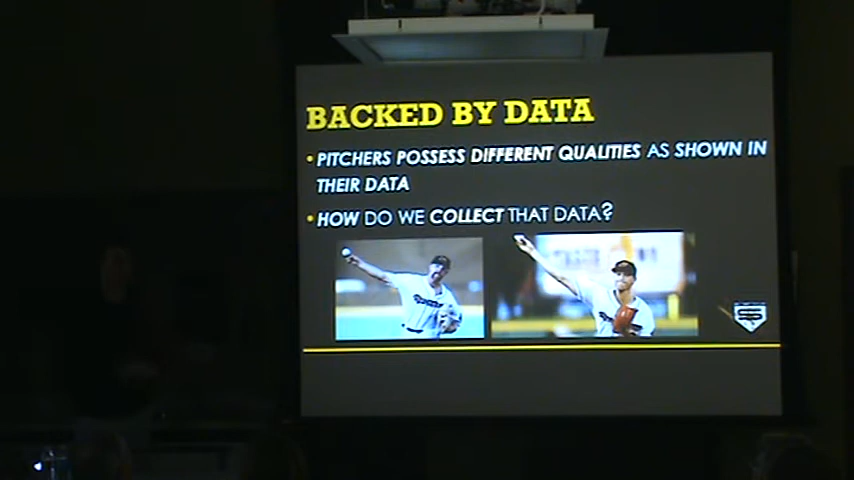 BACKED BY DATA
• PITCHERS POSSESS DIFFERENT QUALITIES AS SHOWN IN
THEIR DATA
• HOW DO WE COLLECT THAT DATA?